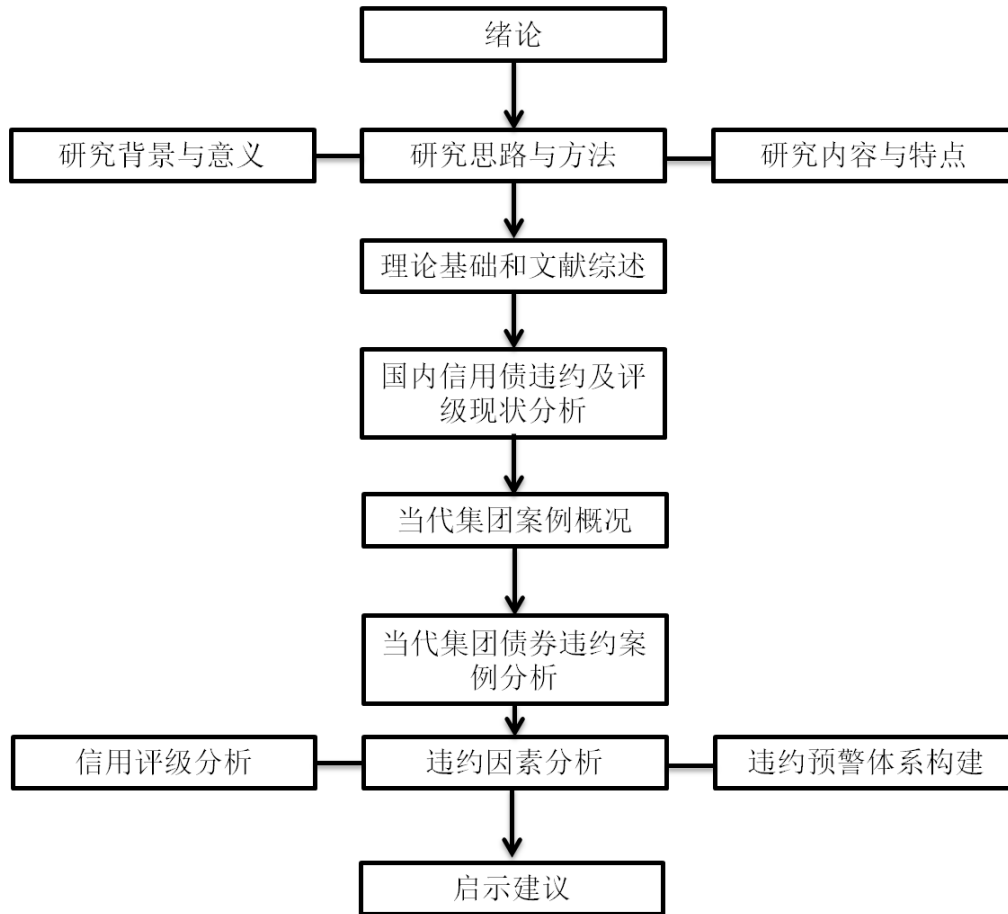 绪论
研究背景与意义
研究思路与方法
研究内容与特点
理论基础和文献综述
国内信用债违约及评
级现状分析
当代集团案例概况
当代集团债券违约案
例分析
信用评级分析
违约因素分析
违约预警体系构建
启示建议